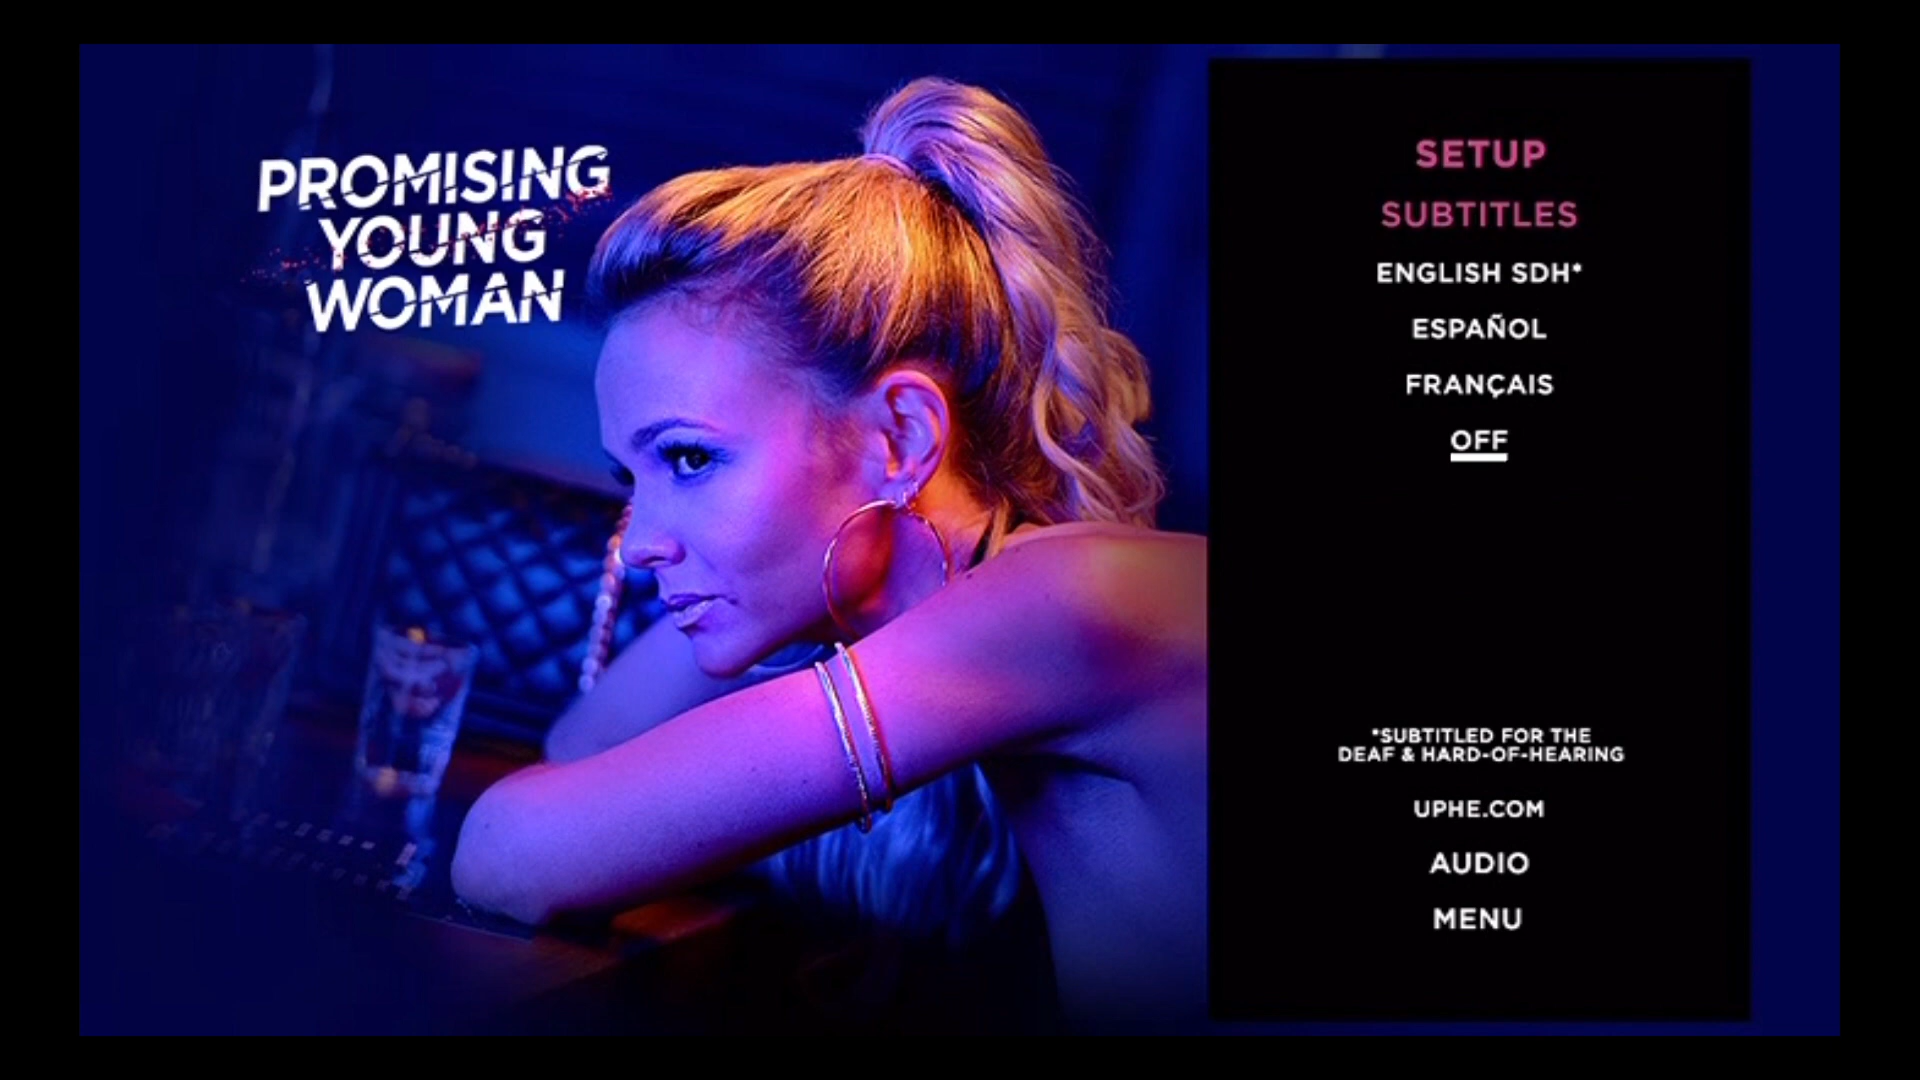 PROMISING
YOUNG
WOMAN
SETUP
SUBTITLES
ENGLISH SDH*
ESPAÑOL
FRANÇAIS
OFF
*SUBTITLED FOR THE
DEAF & HARD-OF-HEARING
UPHE.COM
AUDIO
MENU